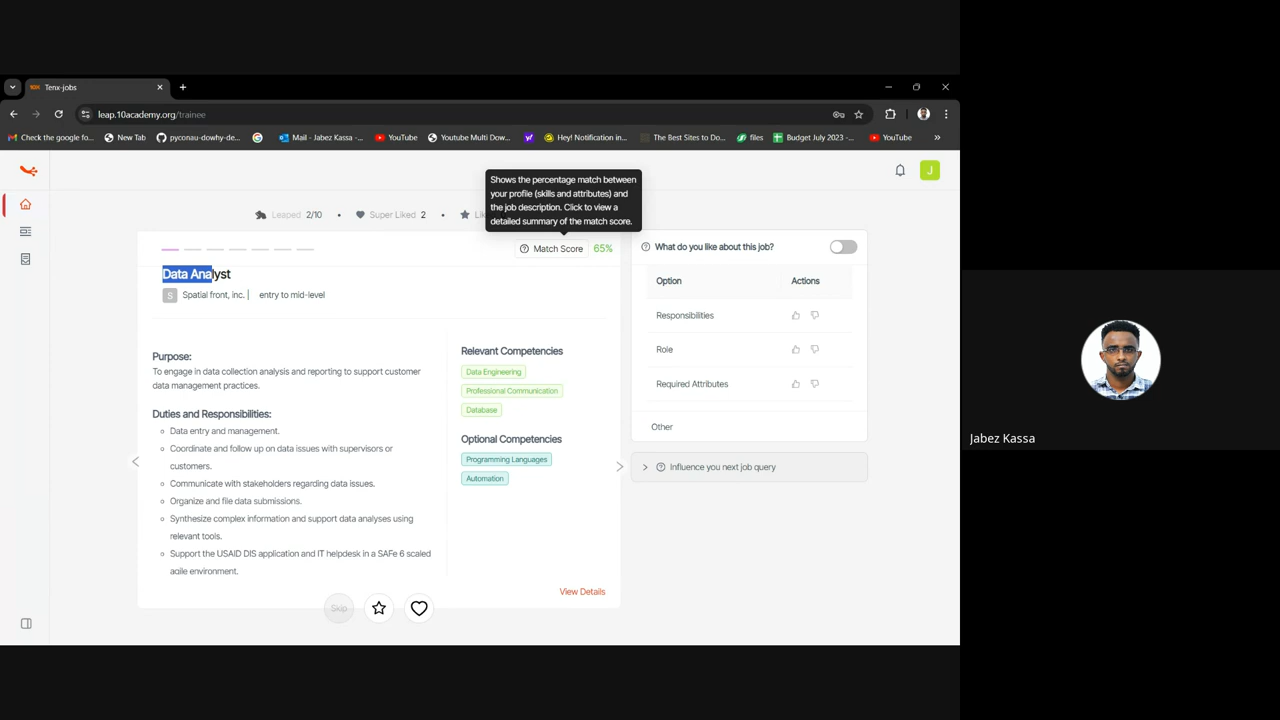 Tenx-jobs
leap.10academy.org/trainee
Check the google fo...
New Tab
pyconau-dowhy-de...
Mail - Jabez Kassa -...
YouTube
Youtube Multi Dow...
Hey! Notification in...
The Best Sites to Do...
files
Budget July 2023 -...
YouTube
J
Shows the percentage match between
your profile (skills and attributes) and
the job description. Click to view a
detailed summary of the match score.
Leaped 2/10 • Super Liked 2 •
Match Score 65%
Data Analyst
S Spatial front, inc. | entry to mid-level
Purpose:
To engage in data collection analysis and reporting to support customer
data management practices.
Duties and Responsibilities:
Data entry and management.
Coordinate and follow up on data issues with supervisors or
customers.
Communicate with stakeholders regarding data issues.
Organize and file data submissions.
Synthesize complex information and support data analyses using
relevant tools.
Support the USAID DIS application and IT helpdesk in a SAFe 6 scaled
agile environment.
Relevant Competencies
Data Engineering
Professional Communication
Database
Optional Competencies
Programming Languages
Automation
View Details
Skip
What do you like about this job?
Option Actions
Responsibilities
Role
Required Attributes
Other
Influence you next job query
Jabez Kassa